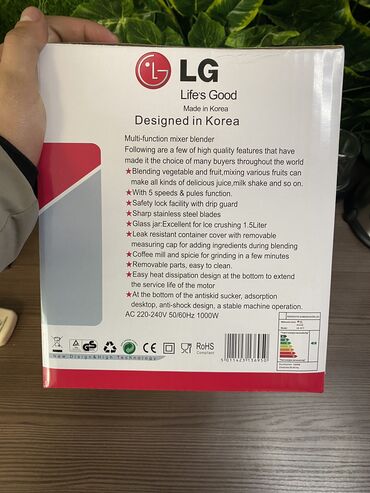 LG
Life's Good
Made in Korea
Designed in Korea
Multi-function mixer blender
Following are a few of high quality features that have
made it the choice of many buyers throughout the world
★Blending vegetable and fruit,mixing various fruits can
make all kinds of delicious juice,milk shake and so on.
★With 5 speeds & pules function.
★Safety lock facility with drip guard
★Sharp stainless steel blades
★Glass jar:Excellent for Ice crushing 1.5Liter
★Leak resistant container cover with removable
measuring cap for adding ingredients during blending
★Coffee mill and spice for grinding in a few minutes
★Removable parts, easy to clean.
★Easy heat dissipation design at the bottom to extend
the service life of the motor
★At the bottom of the antiskid sucker, adsorption
desktop, anti-shock design, a stable machine operation.
AC 220-240V 50/60Hz 1000W
RoHS
Compliant
New Design&High Technology